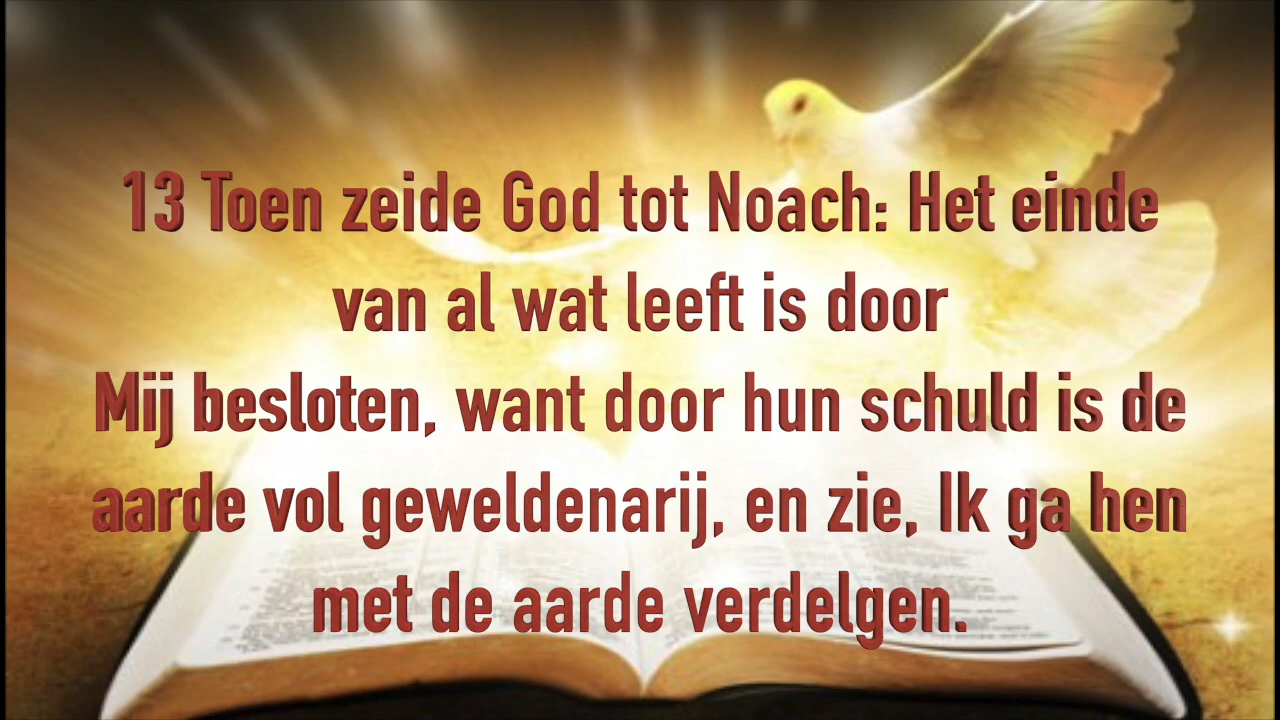 13 Toen zeide God tot Noach: Het einde
van al wat leeft is door
Mij besloten, want door hun schuld is de
aarde vol geweldenarij, en zie, Ik ga hen
met de aarde verdelgen.